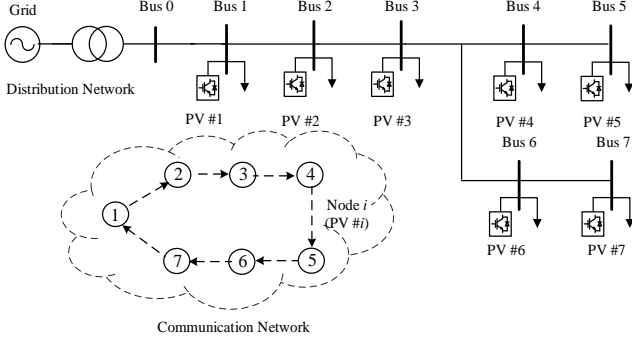 Grid
Bus 0
Bus 1
Bus 2
Bus 3
Bus 4
Bus 5
Distribution Network
PV #1
PV #2
PV #3
PV #4
PV #5
Bus 6
Bus 7
2
3
4
1
Node i
(PV #i)
7
6
5
PV #6
PV #7
Communication Network